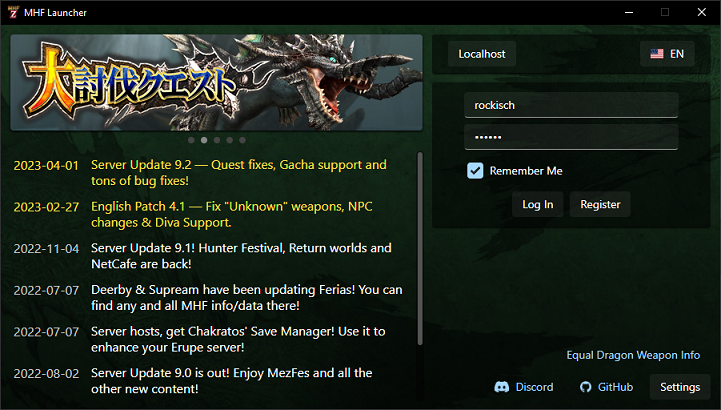 MHF Launcher
大討伐クエスト
2023-04-01 Server Update 9.2 — Quest fixes, Gacha support and
tons of bug fixes!
2023-02-27 English Patch 4.1 — Fix "Unknown" weapons, NPC
changes & Diva Support.
2022-11-04 Server Update 9.1! Hunter Festival, Return worlds and
NetCafe are back!
2022-07-07 Deerby & Supream have been updating Ferias! You can
find any and all MHF info/data there!
2022-07-07 Server hosts, get Chakratos' Save Manager! Use it to
enhance your Erupe server!
2022-08-02 Server Update 9.0 is out! Enjoy MezFes and all the
other new content!
Localhost EN
rockisch
••••••
Remember Me
Log In Register
Equal Dragon Weapon Info
Discord GitHub Settings